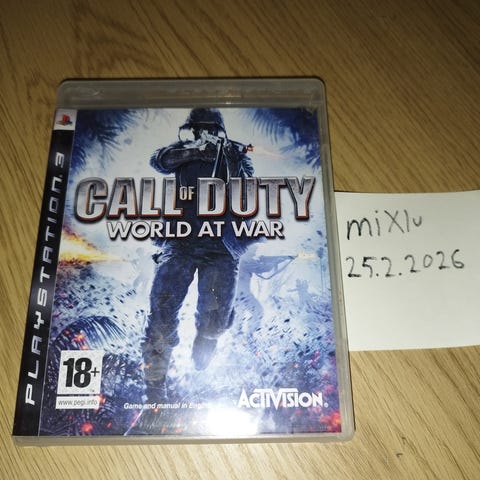 PLAYSTATION 3
CALL OF DUTY
WORLD AT WAR
18+
www.pegi.info
Game and manual in English
ACTIVISION
mixlu
25.2.2026